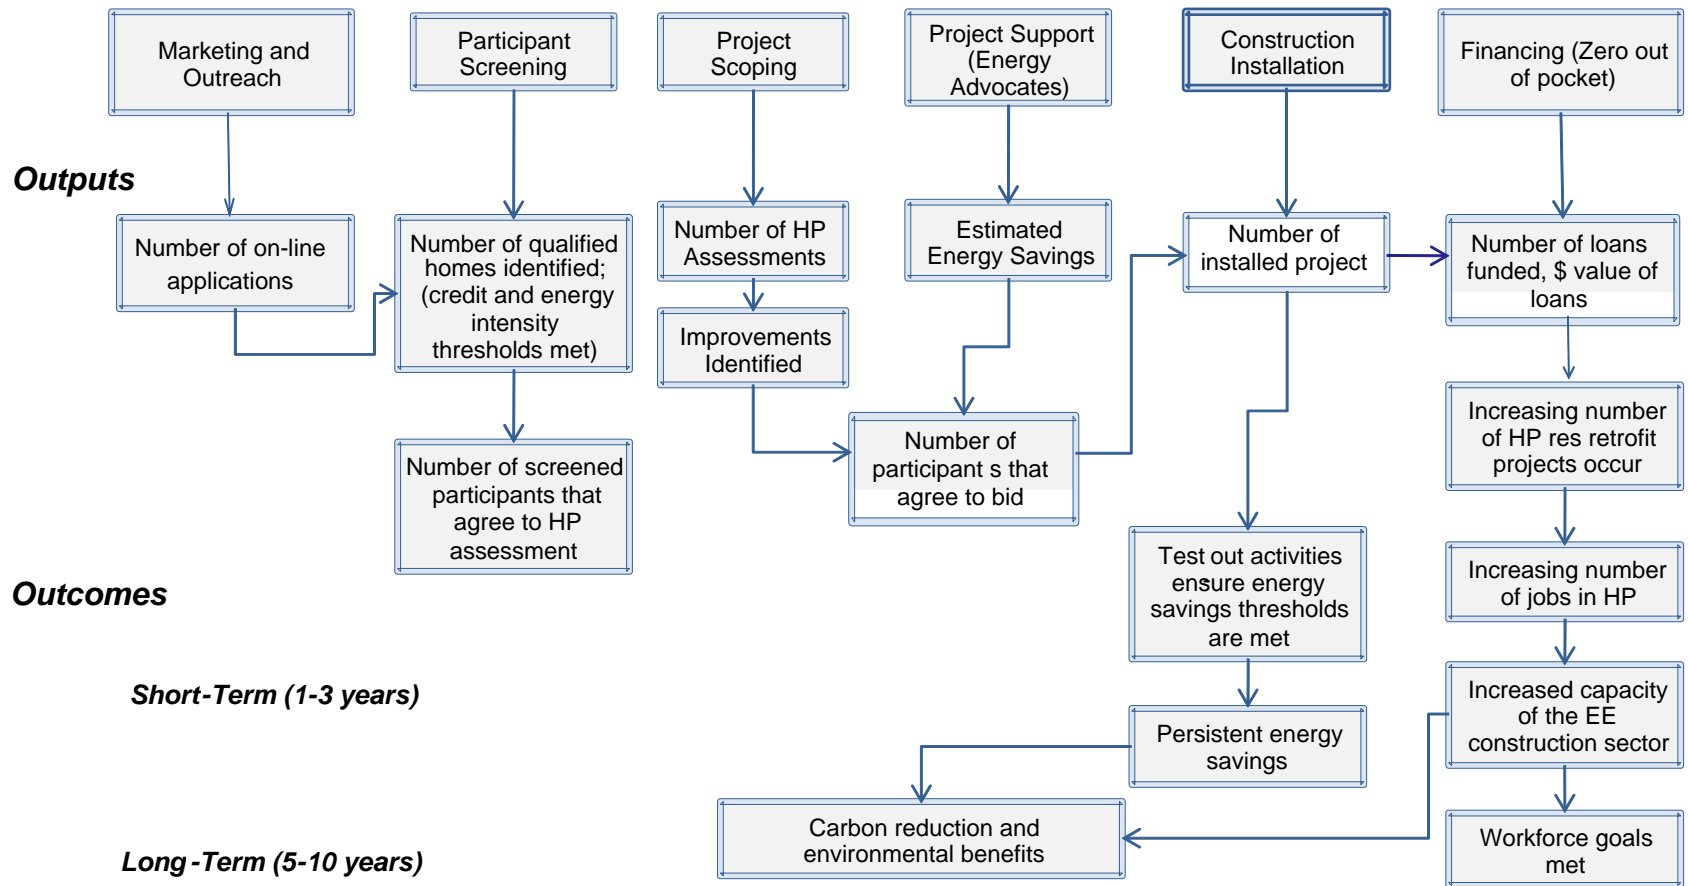 Marketing and
Outreach
Participant
Screening
Project
Scoping
Project Support
(Energy
Advocates)
Construction
Installation
Financing (Zero out
of pocket)
Outputs
Number of on-line
applications
Number of qualified
homes identified;
(credit and energy
intensity
thresholds met)
Number of HP
Assessments
Estimated
Energy Savings
Number of
installed project
Number of loans
funded, $ value of
loans
Improvements
Identified
Number of screened
participants that
agree to HP
assessment
Number of
participant s that
agree to bid
Increasing number
of HP res retrofit
projects occur
Test out activities
ensure energy
savings thresholds
are met
Increasing number
of jobs in HP
Outcomes
Short-Term (1-3 years)
Persistent energy
savings
Increased capacity
of the EE
construction sector
Carbon reduction and
environmental benefits
Workforce goals
met
Long-Term (5-10 years)